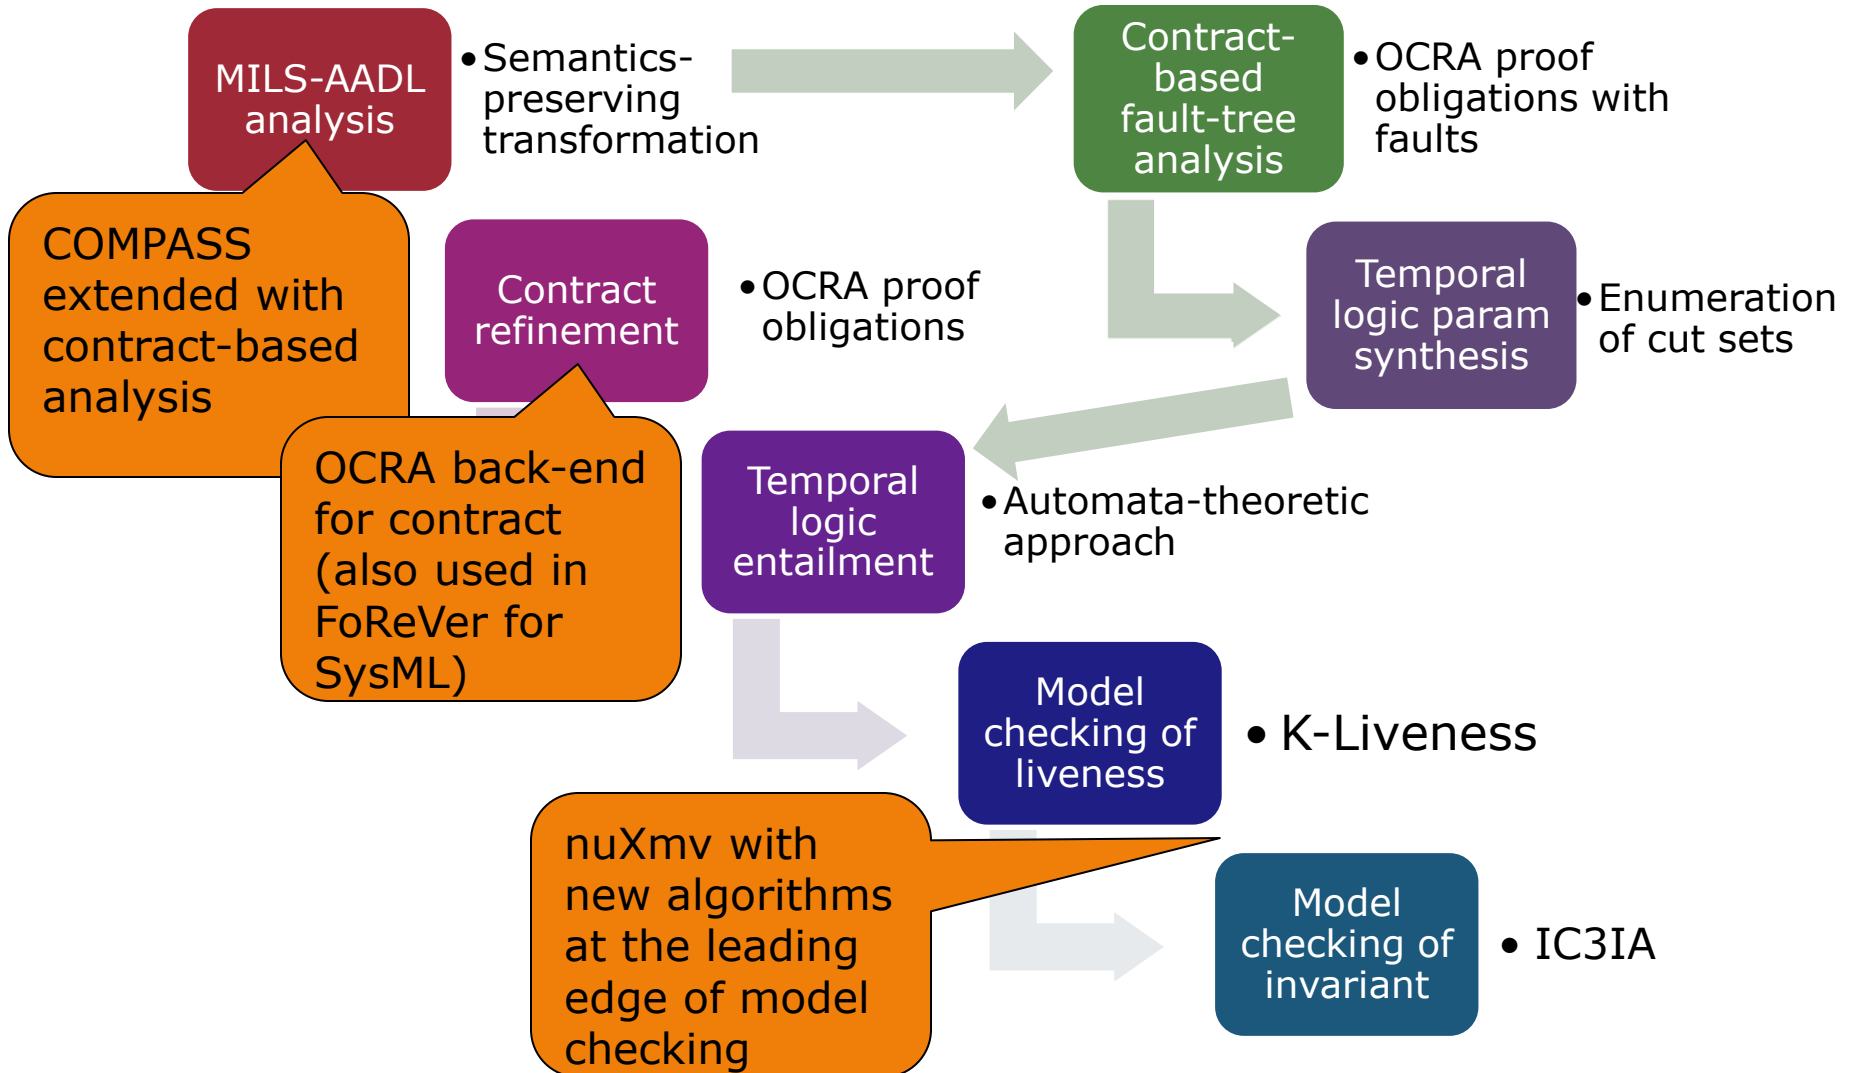 MILS-AADL
analysis
• Semantics-
preserving
transformation
Contract-
based
fault-tree
analysis
• OCRA proof
obligations with
faults
COMPASS
extended with
contract-based
analysis
Contract
refinement
• OCRA proof
obligations
Temporal
logic param
synthesis
• Enumeration
of cut sets
OCRA back-end
for contract
(also used in
FoReVer for
SysML)
Temporal
logic
entailment
• Automata-theoretic
approach
Model
checking of
liveness
• K-Liveness
nuXmv with
new algorithms
at the leading
edge of model
checking
Model
checking of
invariant
• IC3IA